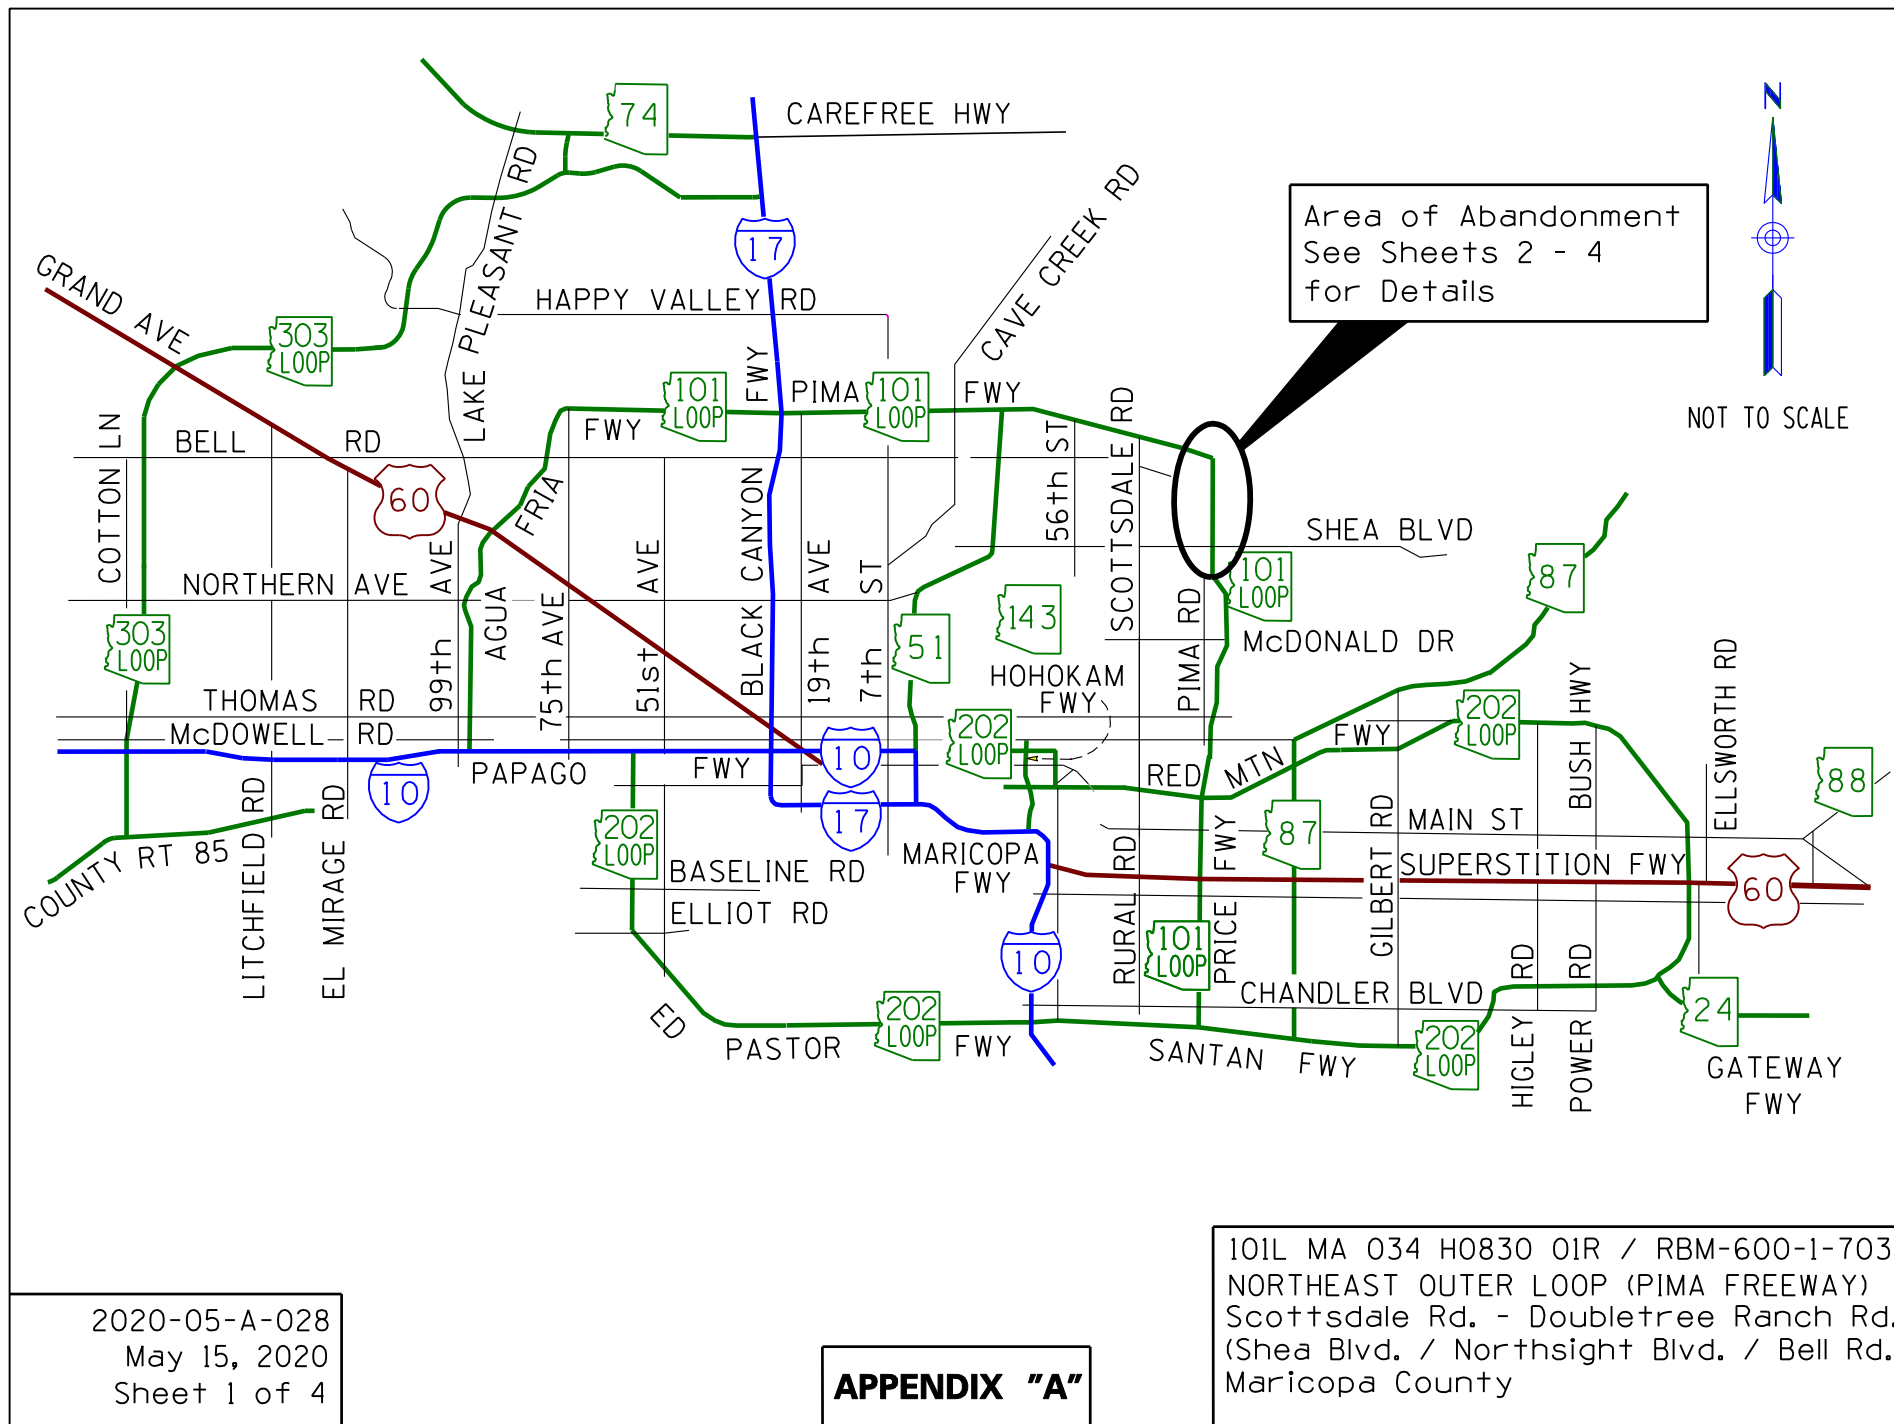 74
CAREFREE HWY
N
RD
LAKE PLEASANT
17
CAVE CREEK RD
Area of Abandonment
See Sheets 2 - 4
for Details
GRAND AVE
HAPPY VALLEY RD
303
LOOP
FWY
101
LOOP
PIMA
101
LOOP
FWY
FWY
NOT TO SCALE
COTTON LN
BELL RD
60
FRIA
BLACK CANYON
56th ST
SCOTTSDALE RD
SHEA BLVD
NORTHERN AVE
99th AVE
AGUA
75th AVE
51st AVE
19th AVE
7th ST
101
LOOP
87
143
303
LOOP
51
PIMA RD
McDONALD DR
HOHOKAM
FWY
THOMAS RD
McDOWELL RD
202
LOOP
202
LOOP
FWY
BUSH HWY
ELLSWORTH RD
10
PAPAGO FWY
10
17
RED MTN
88
LITCHFIELD RD
EL MIRAGE RD
COUNTY RT 85
202
LOOP
BASELINE RD
ELLIOT RD
MARICOPA
FWY
87
GILBERT RD
MAIN ST
SUPERSTITION FWY
60
RURAL RD
PRICE FWY
10
101
LOOP
CHANDLER BLVD
24
GATEWAY
FWY
ED PASTOR
202
LOOP
FWY
SANTAN FWY
202
LOOP
HIGLEY RD
POWER RD
2020-05-A-028
May 15, 2020
Sheet 1 of 4
APPENDIX "A"
101L MA 034 H0830 01R / RBM-600-1-703
NORTHEAST OUTER LOOP (PIMA FREEWAY)
Scottsdale Rd. - Doubletree Ranch Rd.
(Shea Blvd. / Northsight Blvd. / Bell Rd.
Maricopa County